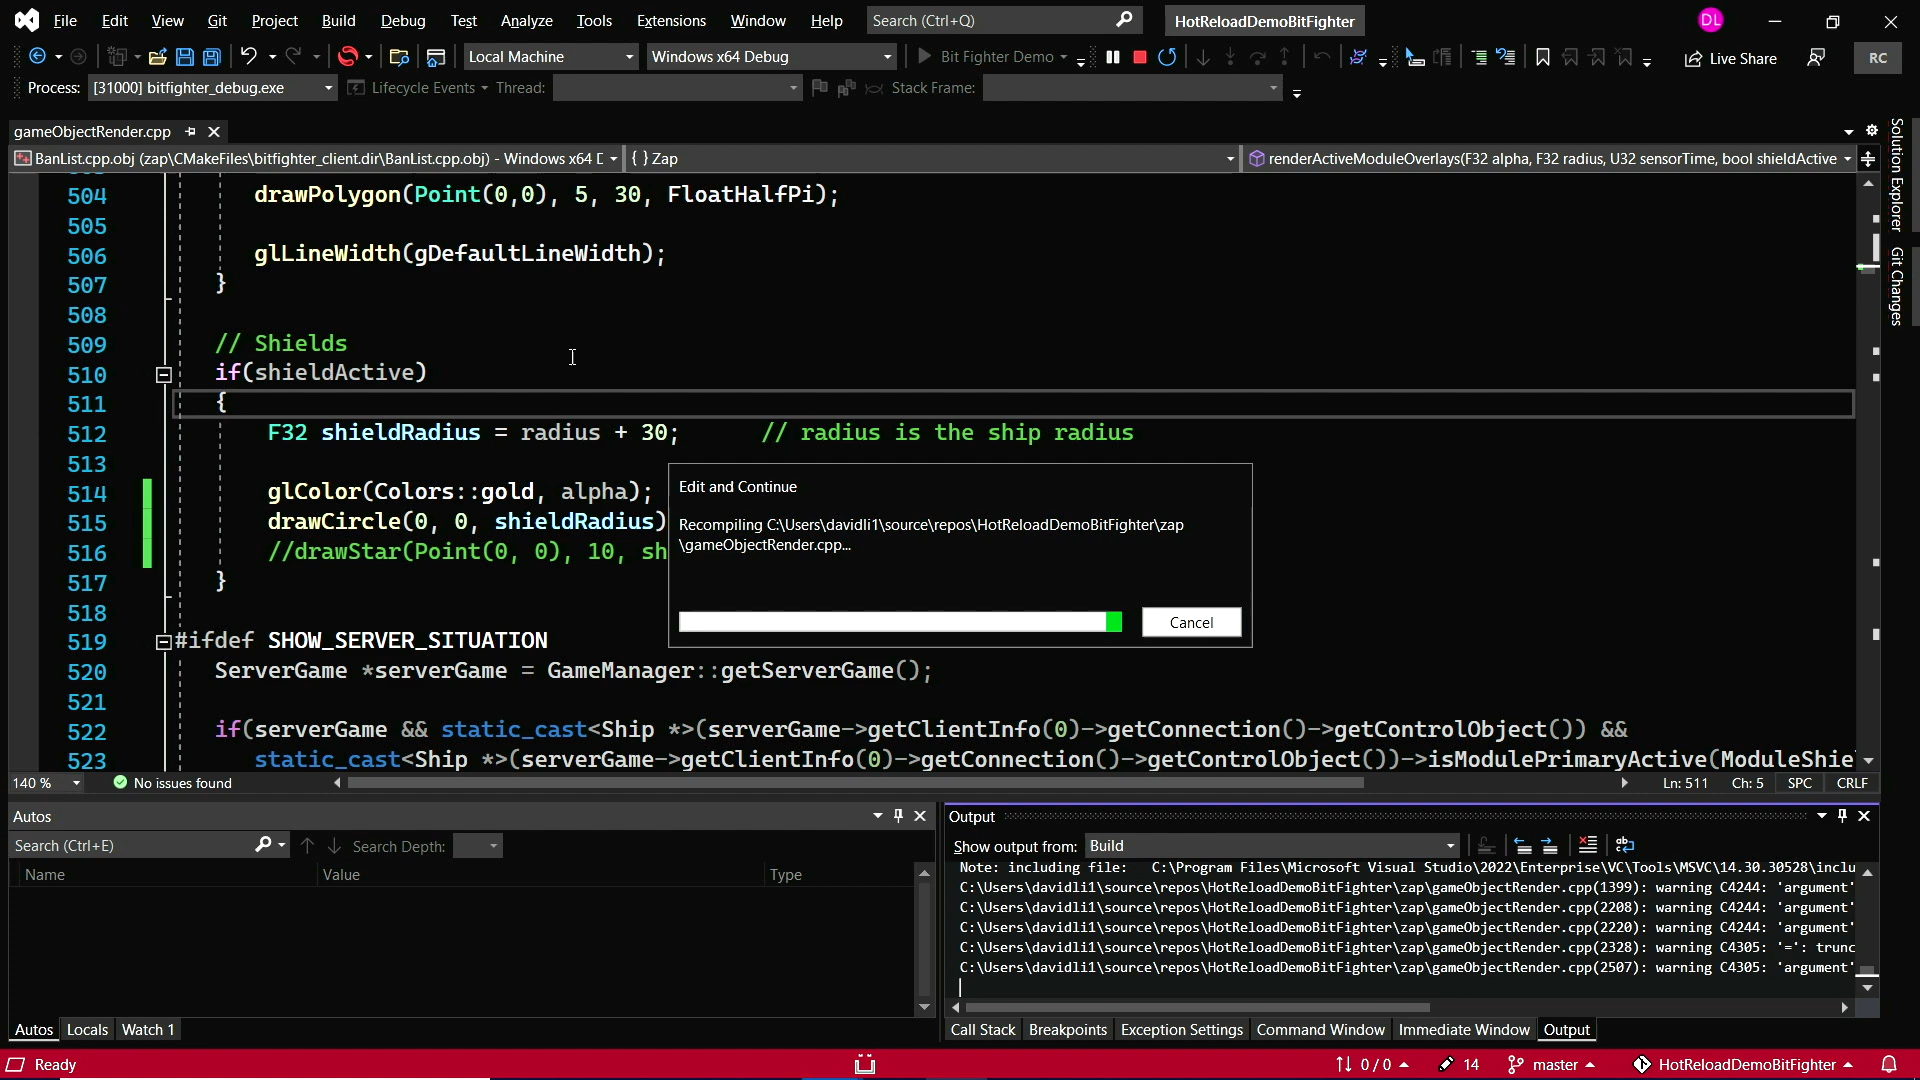 File Edit View Git Project Build Debug Test Analyze Tools Extensions Window Help Search (Ctrl+Q) HotReloadDemoBitFighter DL
Local Machine Windows x64 Debug Bit Fighter Demo Live Share RC
Process: [31000] bitfighter_debug.exe Lifecycle Events Thread: Stack Frame:
gameObjectRender.cpp
BanList.cpp.obj (zap\CMakeFiles\bitfighter_client.dir\BanList.cpp.obj) - Windows x64 { } Zap renderActiveModuleOverlays(F32 alpha, F32 radius, U32 sensorTime, bool shieldActive
504 drawPolygon(Point(0,0), 5, 30, FloatHalfPi);
505
506 glLineWidth(gDefaultLineWidth);
507 }
508
509 // Shields
510 if(shieldActive)
511 {
512 F32 shieldRadius = radius + 30; // radius is the ship radius
513
514 glColor(Colors::gold, alpha);
515 drawCircle(0, 0, shieldRadius)
516 //drawStar(Point(0, 0), 10, sh
517 }
518
519 #ifdef SHOW_SERVER_SITUATION
520 ServerGame *serverGame = GameManager::getServerGame();
521
522 if(serverGame && static_cast<Ship *>(serverGame->getClientInfo(0)->getConnection()->getControlObject()) &&
523 static_cast<Ship *>(serverGame->getClientInfo(0)->getConnection()->getControlObject())->isModulePrimaryActive(ModuleShie
Edit and Continue
Recompiling C:\Users\davidli1\source\repos\HotReloadDemoBitFighter\zap
\gameObjectRender.cpp...
Cancel
Solution Explorer
Git Changes
140 % No issues found Ln: 511 Ch: 5 SPC CRLF
Autos
Search (Ctrl+E) Search Depth:
Name Value Type
Autos Locals Watch 1
Output
Show output from: Build
Note: including file: C:\Program Files\Microsoft Visual Studio\2022\Enterprise\VC\Tools\MSVC\14.30.30528\inclu
C:\Users\davidli1\source\repos\HotReloadDemoBitFighter\zap\gameObjectRender.cpp(1399): warning C4244: 'argument'
C:\Users\davidli1\source\repos\HotReloadDemoBitFighter\zap\gameObjectRender.cpp(2208): warning C4244: 'argument'
C:\Users\davidli1\source\repos\HotReloadDemoBitFighter\zap\gameObjectRender.cpp(2220): warning C4244: 'argument'
C:\Users\davidli1\source\repos\HotReloadDemoBitFighter\zap\gameObjectRender.cpp(2328): warning C4305: '=': trunc
C:\Users\davidli1\source\repos\HotReloadDemoBitFighter\zap\gameObjectRender.cpp(2507): warning C4305: 'argument'
Call Stack Breakpoints Exception Settings Command Window Immediate Window Output
Ready 0 / 0 14 master HotReloadDemoBitFighter